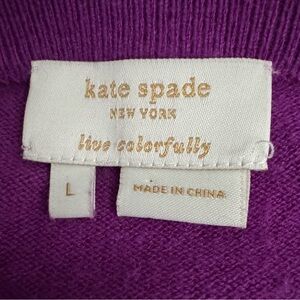 kate spade
NEW YORK
live colorfully
L
MADE IN CHINA